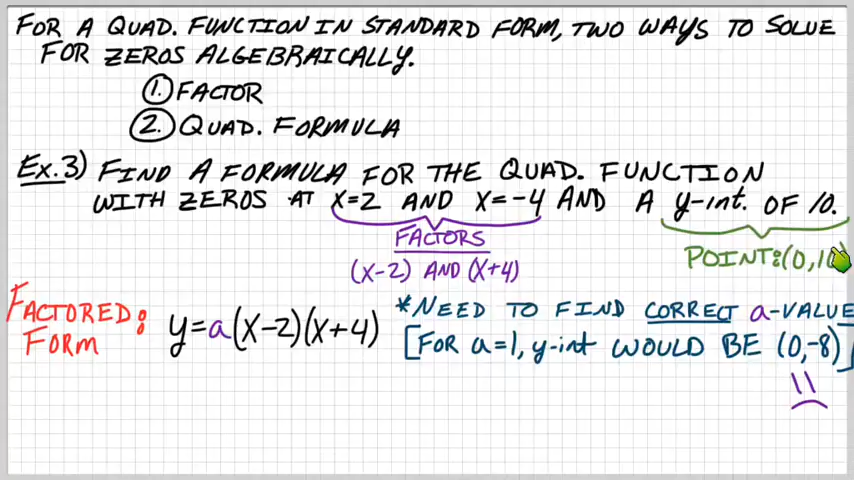 FOR A QUAD. FUNCTION IN STANDARD FORM, TWO WAYS TO SOLVE
FOR ZEROS ALGEBRAICALLY.
1. FACTOR
2. QUAD. FORMULA
Ex.3) FIND A FORMULA FOR THE QUAD. FUNCTION
WITH ZEROS AT X=2 AND X=-4 AND A y-int. OF 10.
FACTORS
(X-2) AND (X+4)
POINT:(0,10)
FACTORED:
FORM
y=a(X-2)(X+4)
*NEED TO FIND CORRECT a-VALUE
[FOR a=1, y-int WOULD BE (0,-8)]